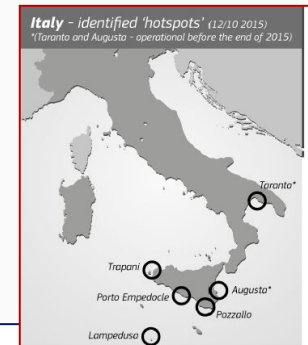 Italy - identified 'hotspots' (12/10 2015)
*(Taranto and Augusta - operational before the end of 2015)
Taranto*
Trapani
Augusta*
Porto Empedocle
Pozzallo
Lampedusa